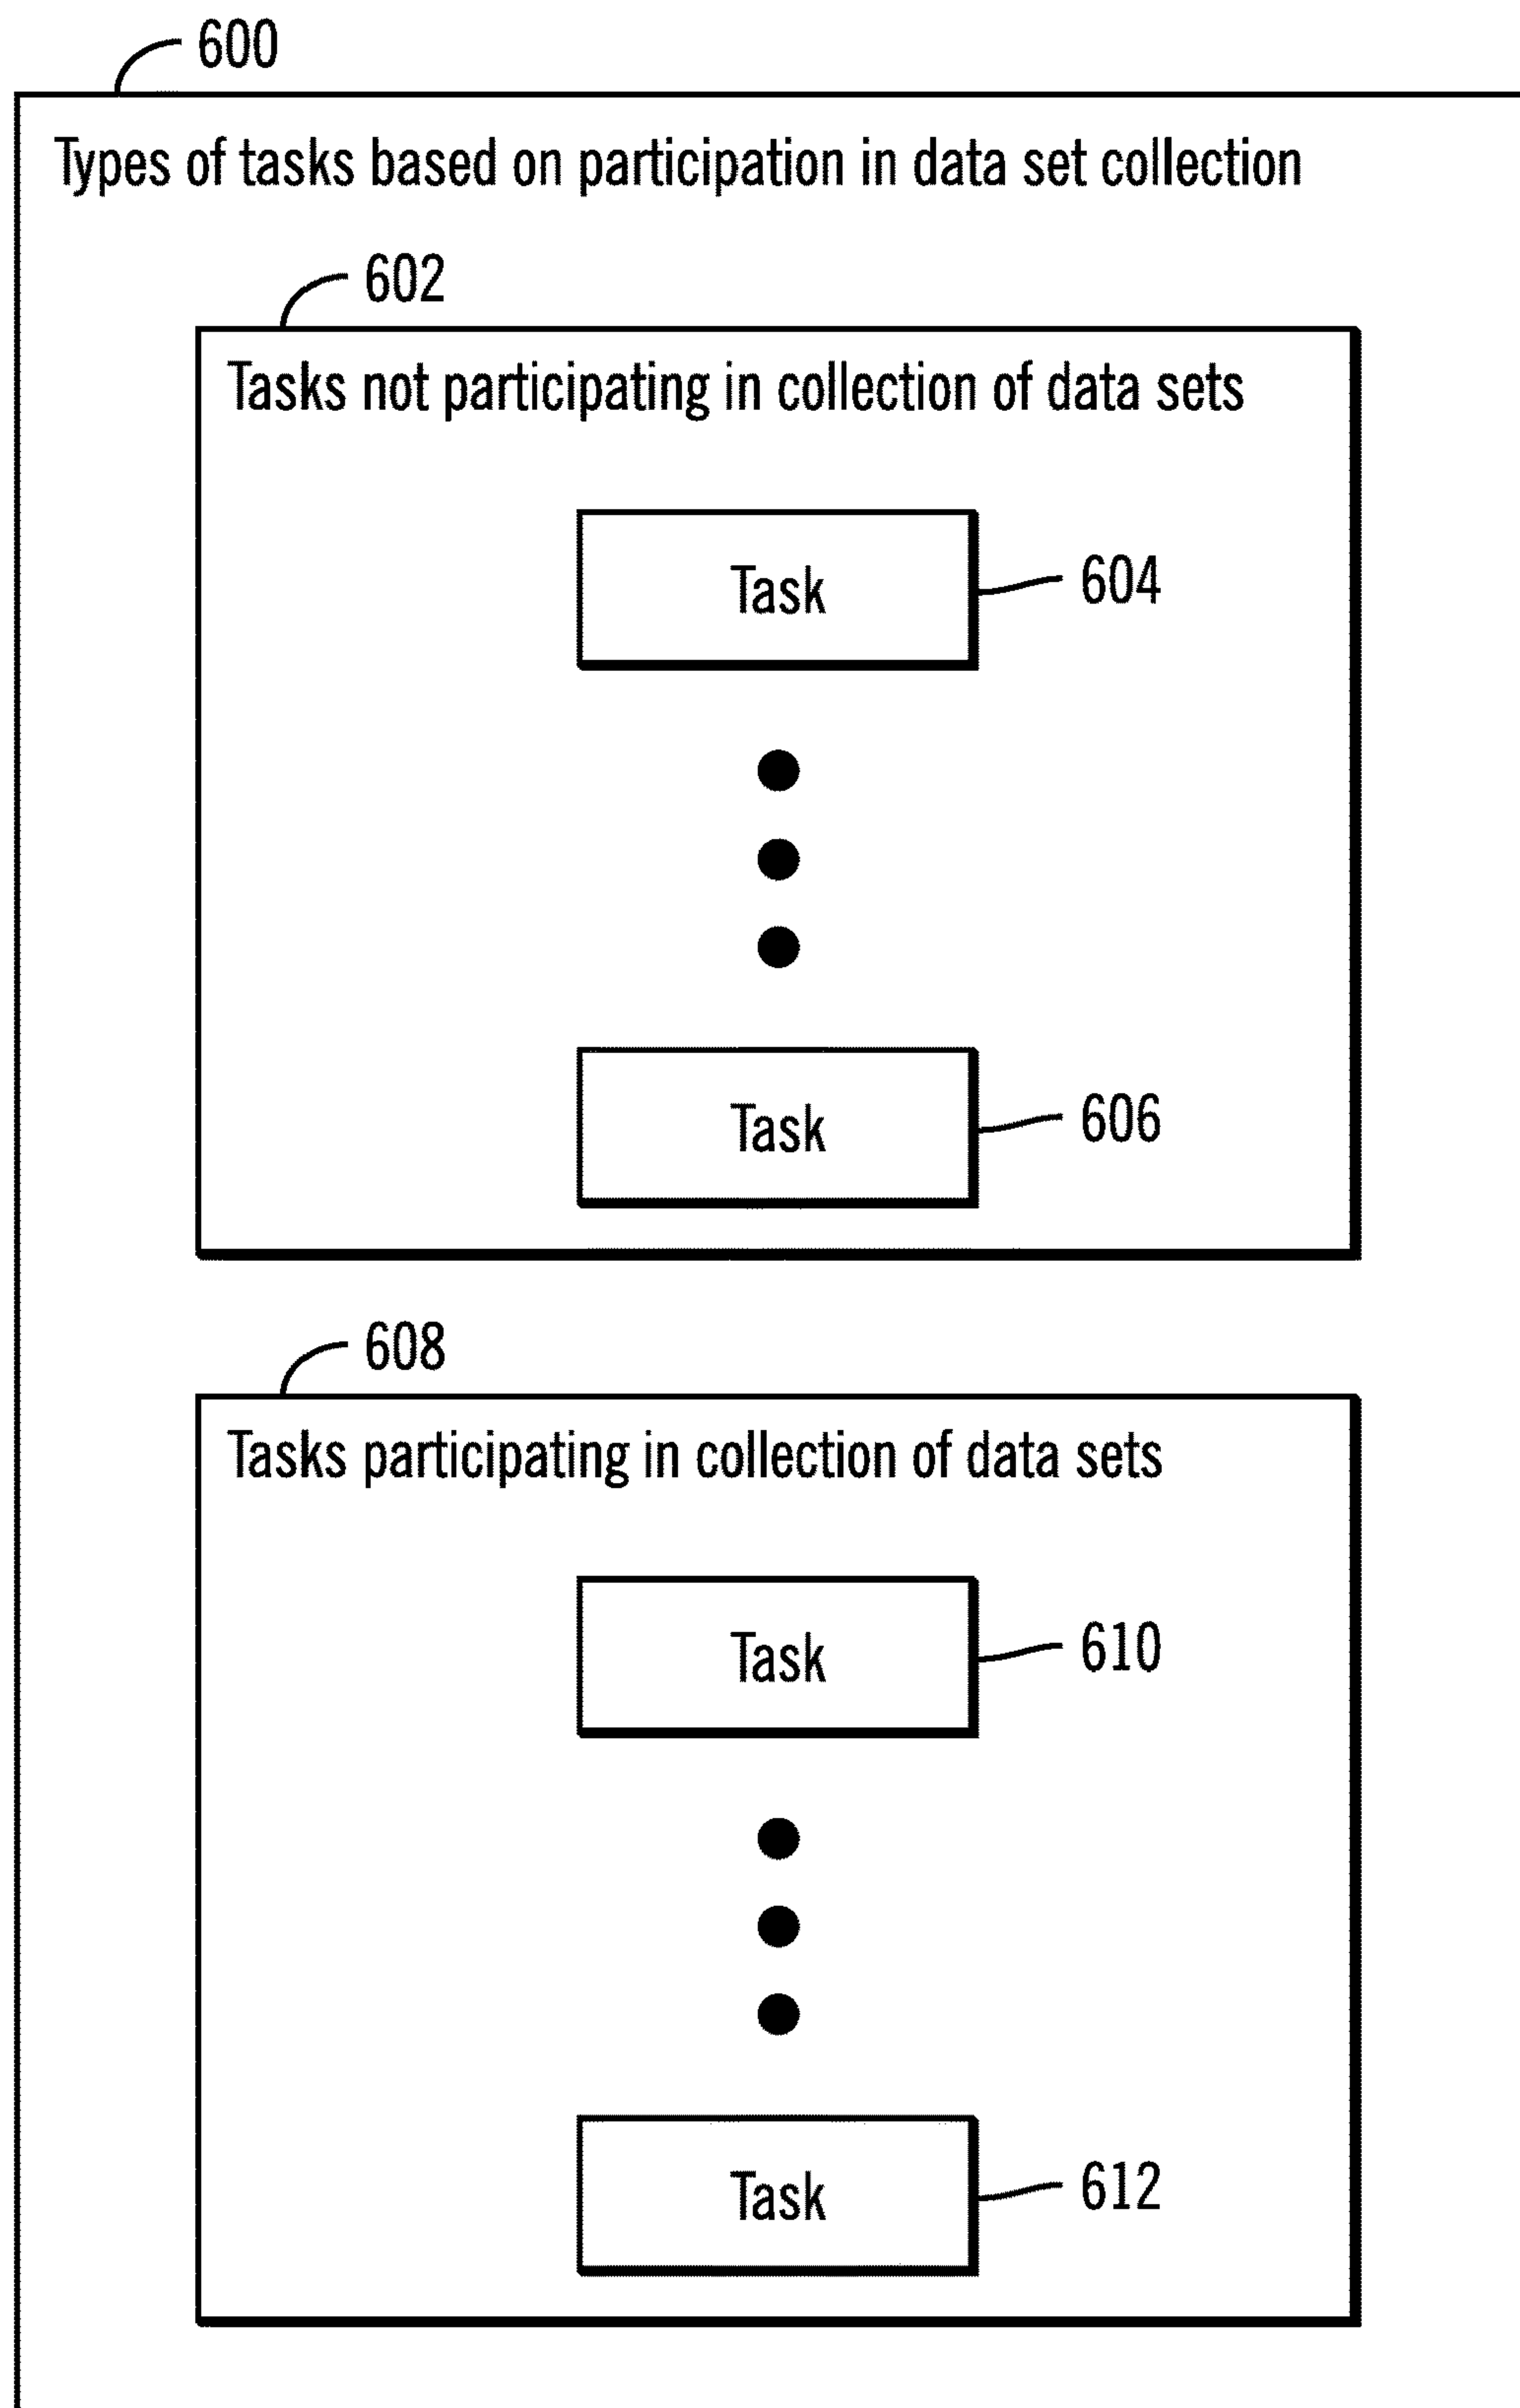 600
Types of tasks based on participation in data set collection
602
Tasks not participating in collection of data sets
Task
604
Task
606
608
Tasks participating in collection of data sets
Task
610
Task
612